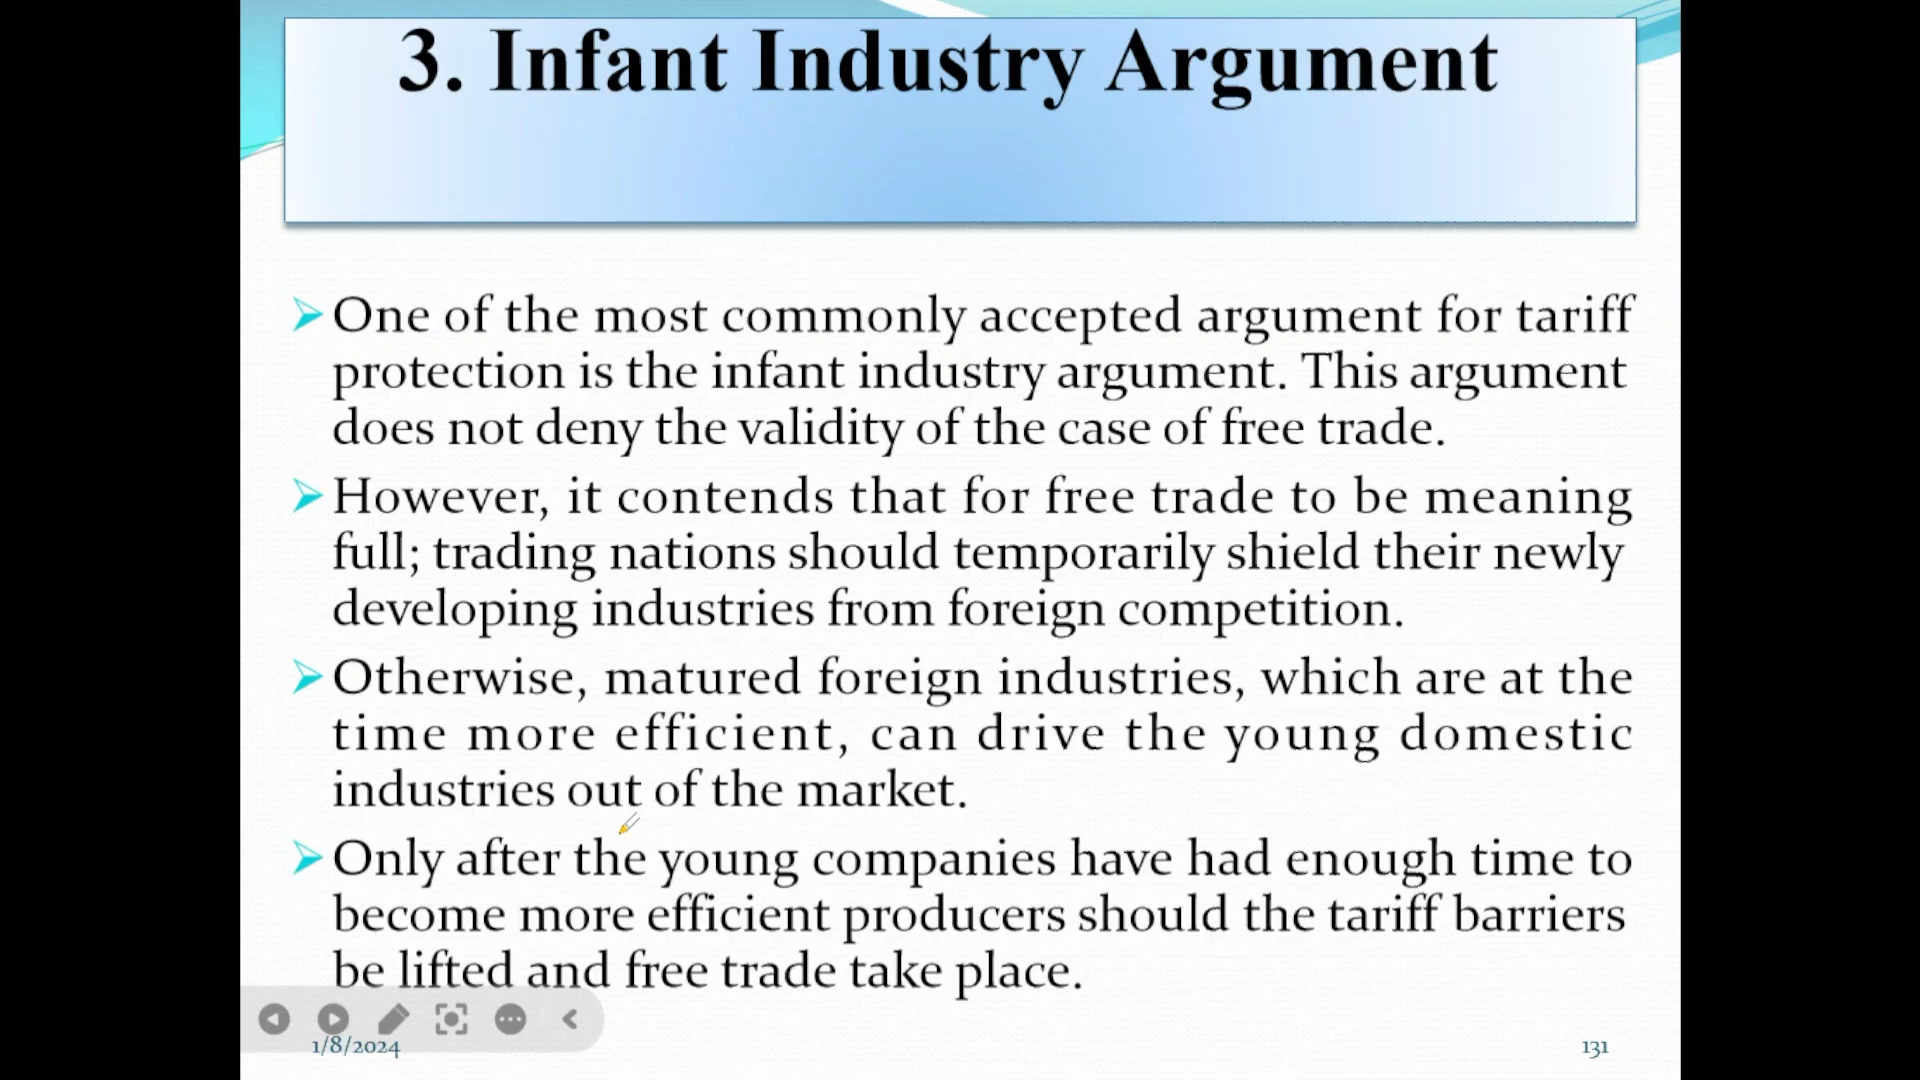 3. Infant Industry Argument
One of the most commonly accepted argument for tariff
protection is the infant industry argument. This argument
does not deny the validity of the case of free trade.
However, it contends that for free trade to be meaning
full; trading nations should temporarily shield their newly
developing industries from foreign competition.
Otherwise, matured foreign industries, which are at the
time more efficient, can drive the young domestic
industries out of the market.
Only after the young companies have had enough time to
become more efficient producers should the tariff barriers
be lifted and free trade take place.
1/8/2024
131